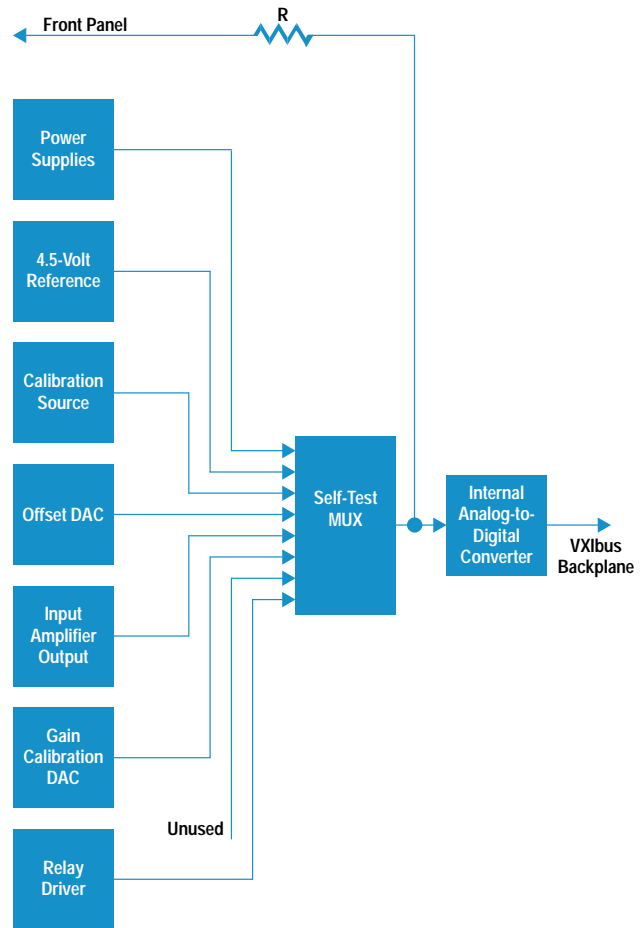 Front Panel
R
Power
Supplies
4.5-Volt
Reference
Calibration
Source
Offset DAC
Input
Amplifier
Output
Gain
Calibration
DAC
Unused
Relay
Driver
Self-Test
MUX
Internal
Analog-to-
Digital
Converter
VXIbus
Backplane